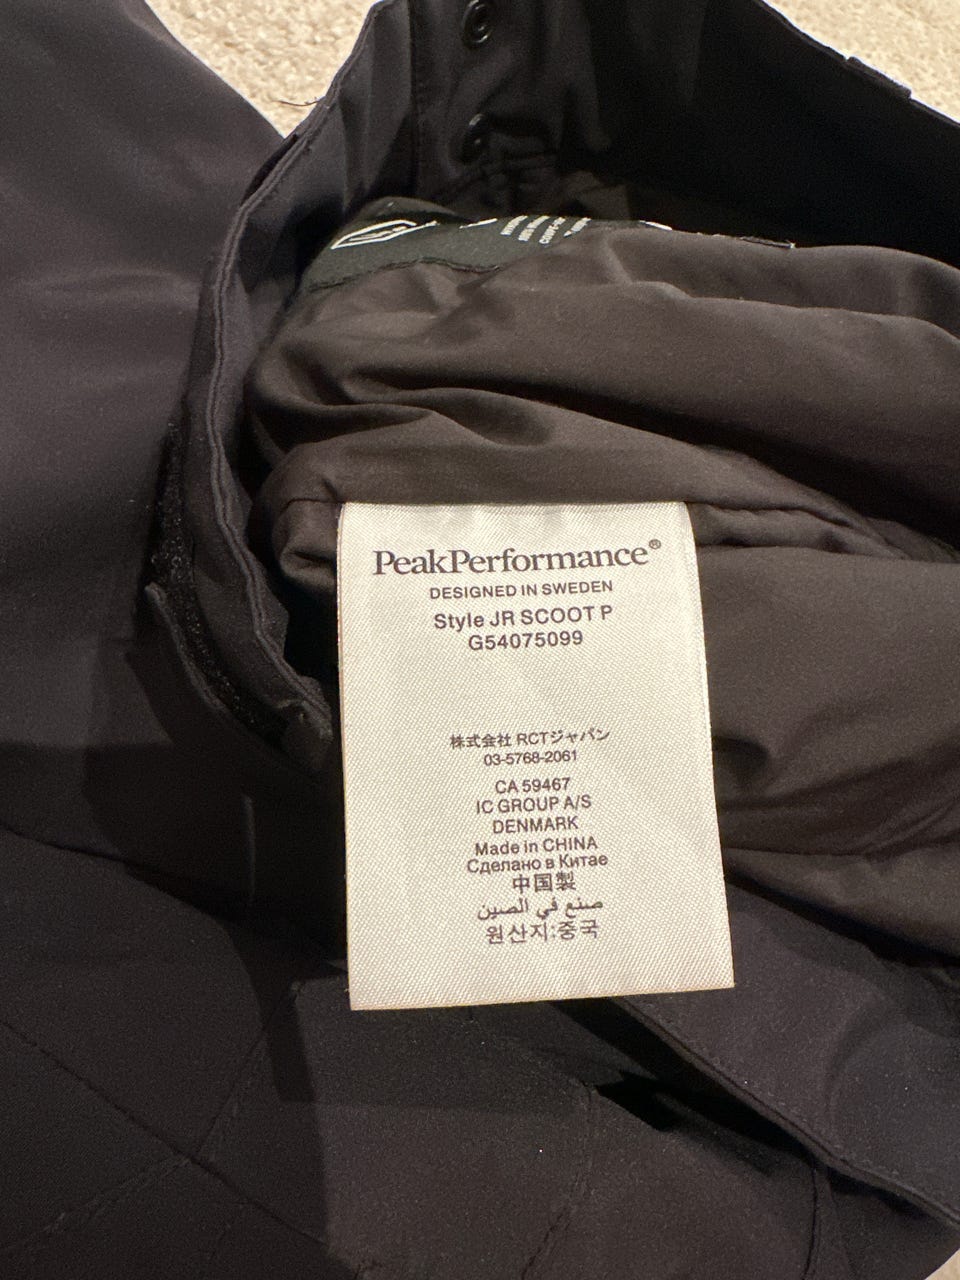 PeakPerformance®
DESIGNED IN SWEDEN
Style JR SCOOT P
G54075099
株式会社 RCTジャパン
03-5768-2061
CA 59467
IC GROUP A/S
DENMARK
Made in CHINA
Сделано в Китае
中国製
صنع في الصين
원산지:중국